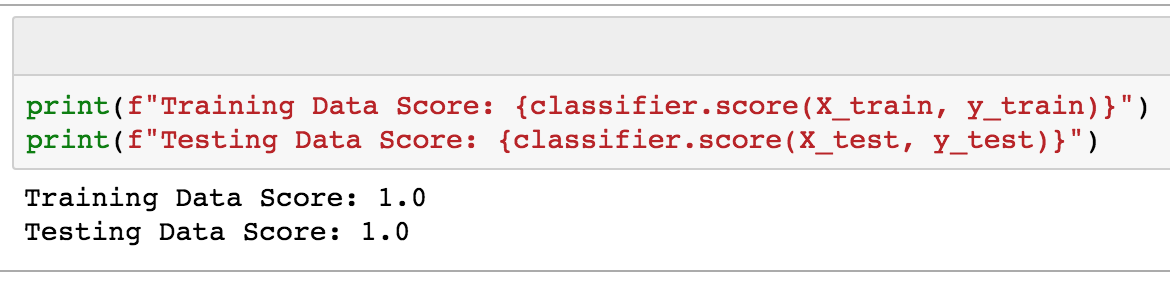 print(f"Training Data Score: {classifier.score(X_train, y_train)}")
print(f"Testing Data Score: {classifier.score(X_test, y_test)}")
Training Data Score: 1.0
Testing Data Score: 1.0